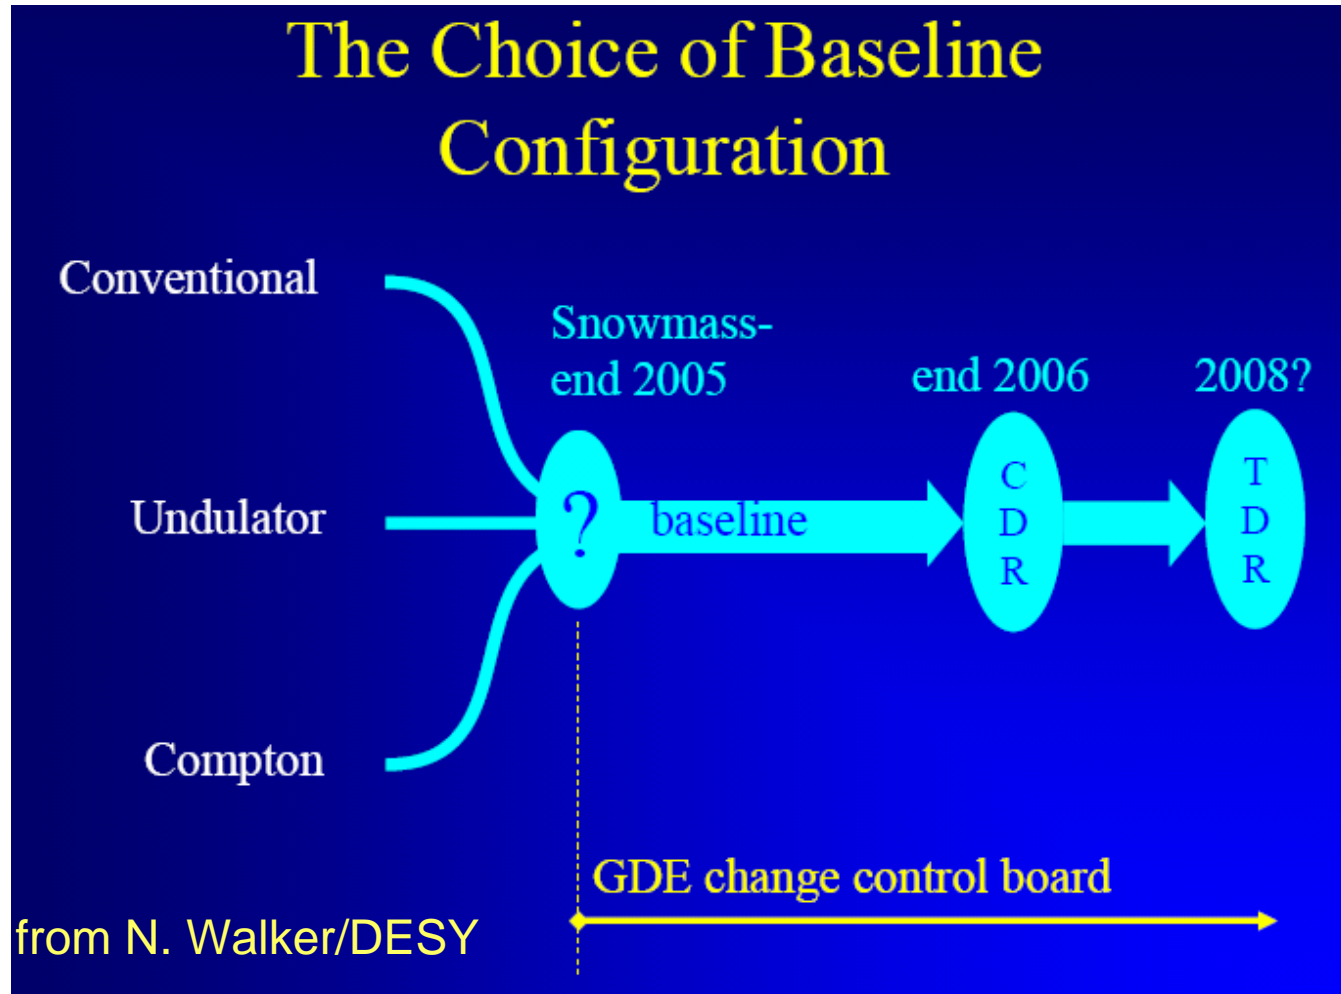 The Choice of Baseline
Configuration
Conventional
Snowmass-
end 2005
end 2006
2008?
Undulator
?
baseline
C
D
R
T
D
R
Compton
GDE change control board
from N. Walker/DESY